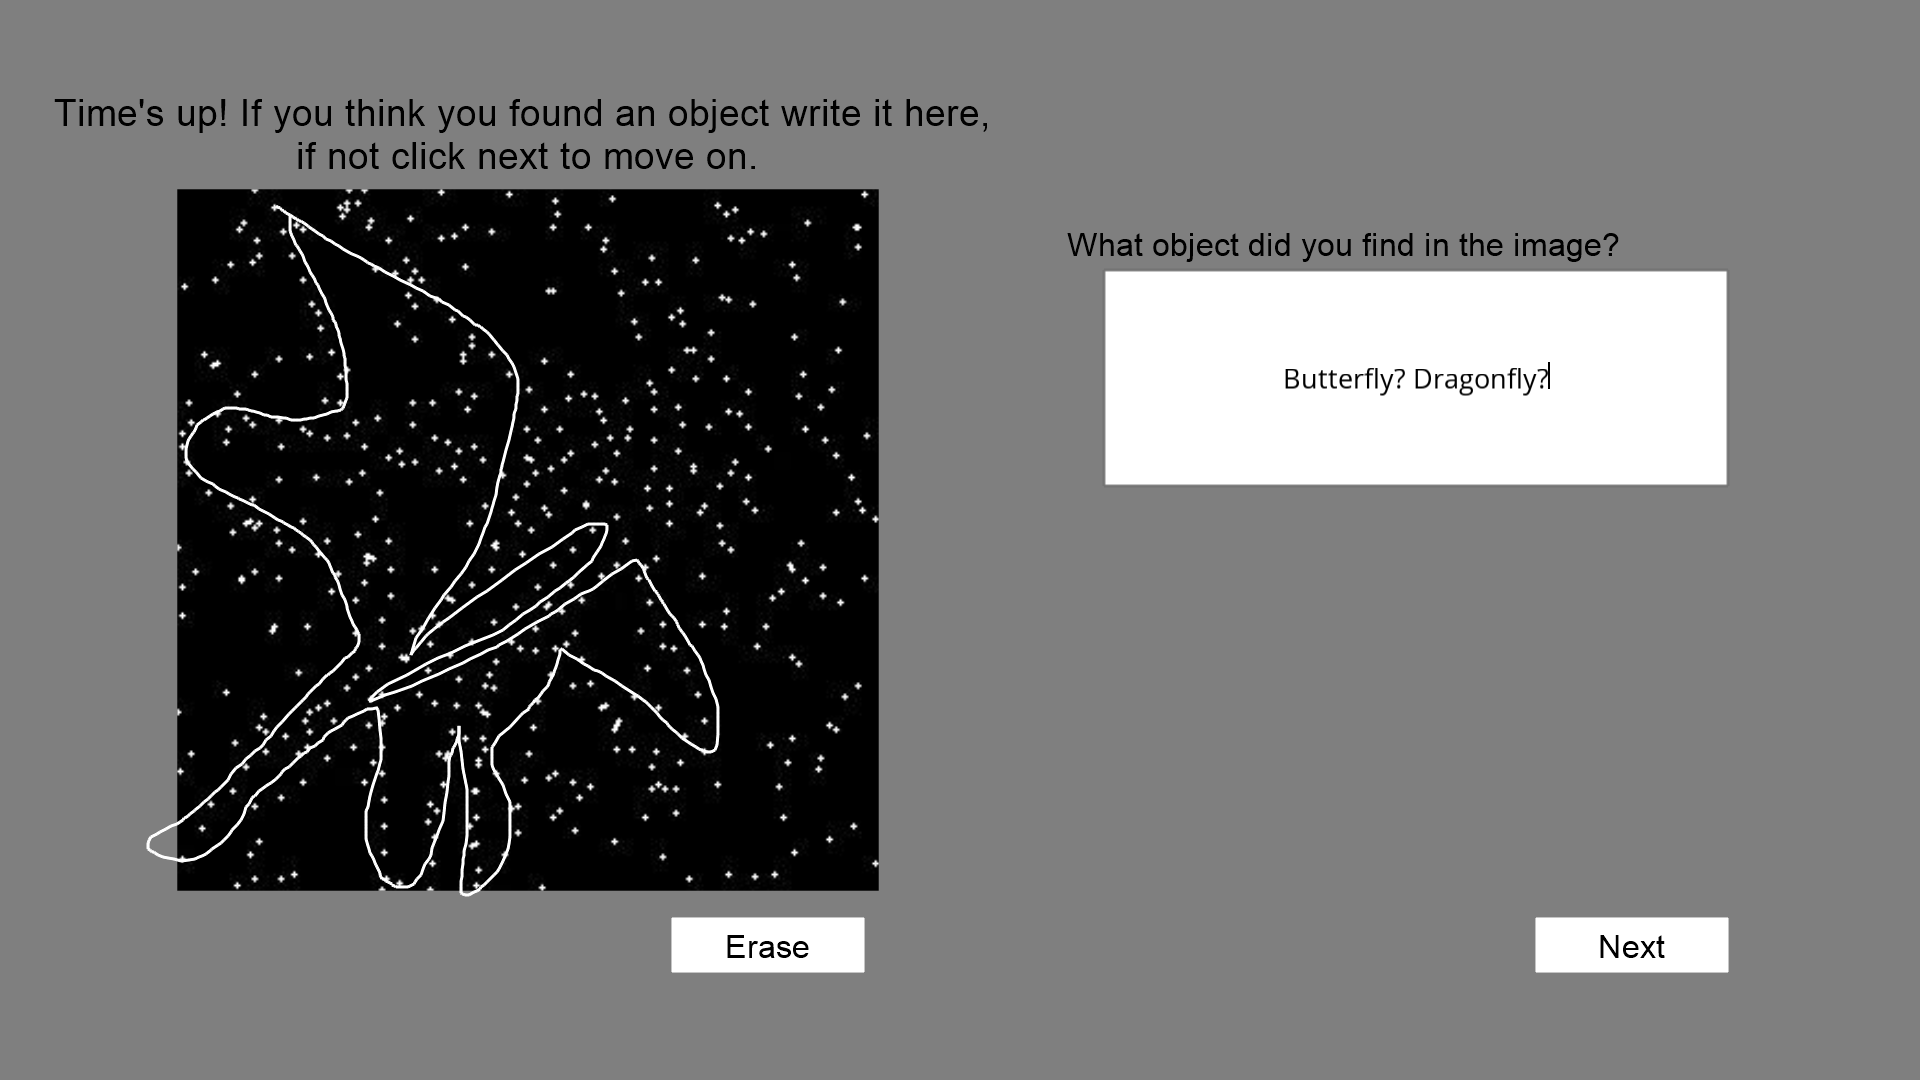 Time's up! If you think you found an object write it here,
if not click next to move on.
What object did you find in the image?
Butterfly? Dragonfly?
Erase
Next